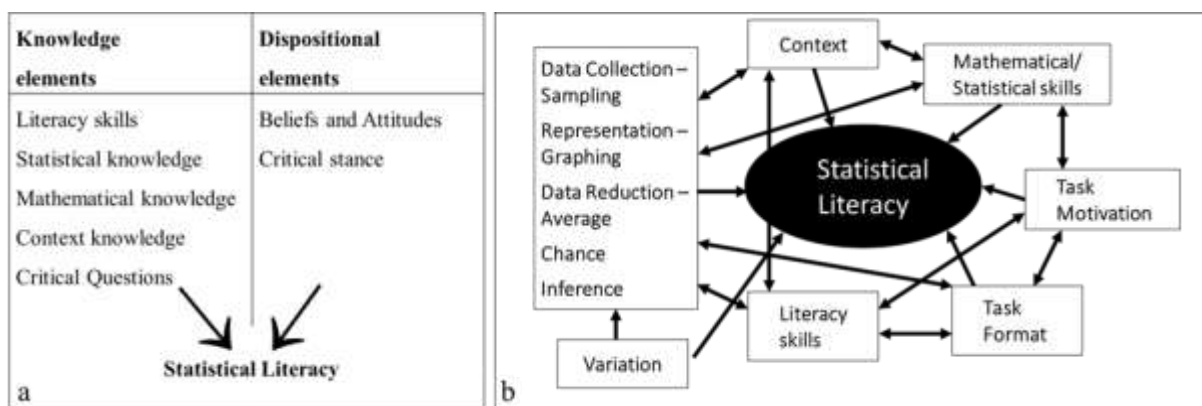 Knowledge
elements
Dispositional
elements
Literacy skills
Statistical knowledge
Mathematical knowledge
Context knowledge
Critical Questions
Beliefs and Attitudes
Critical stance
Statistical Literacy
a
Data Collection –
Sampling
Representation –
Graphing
Data Reduction –
Average
Chance
Inference
Variation
Context
Mathematical/
Statistical skills
Statistical
Literacy
Task
Motivation
Literacy
skills
Task
Format
b